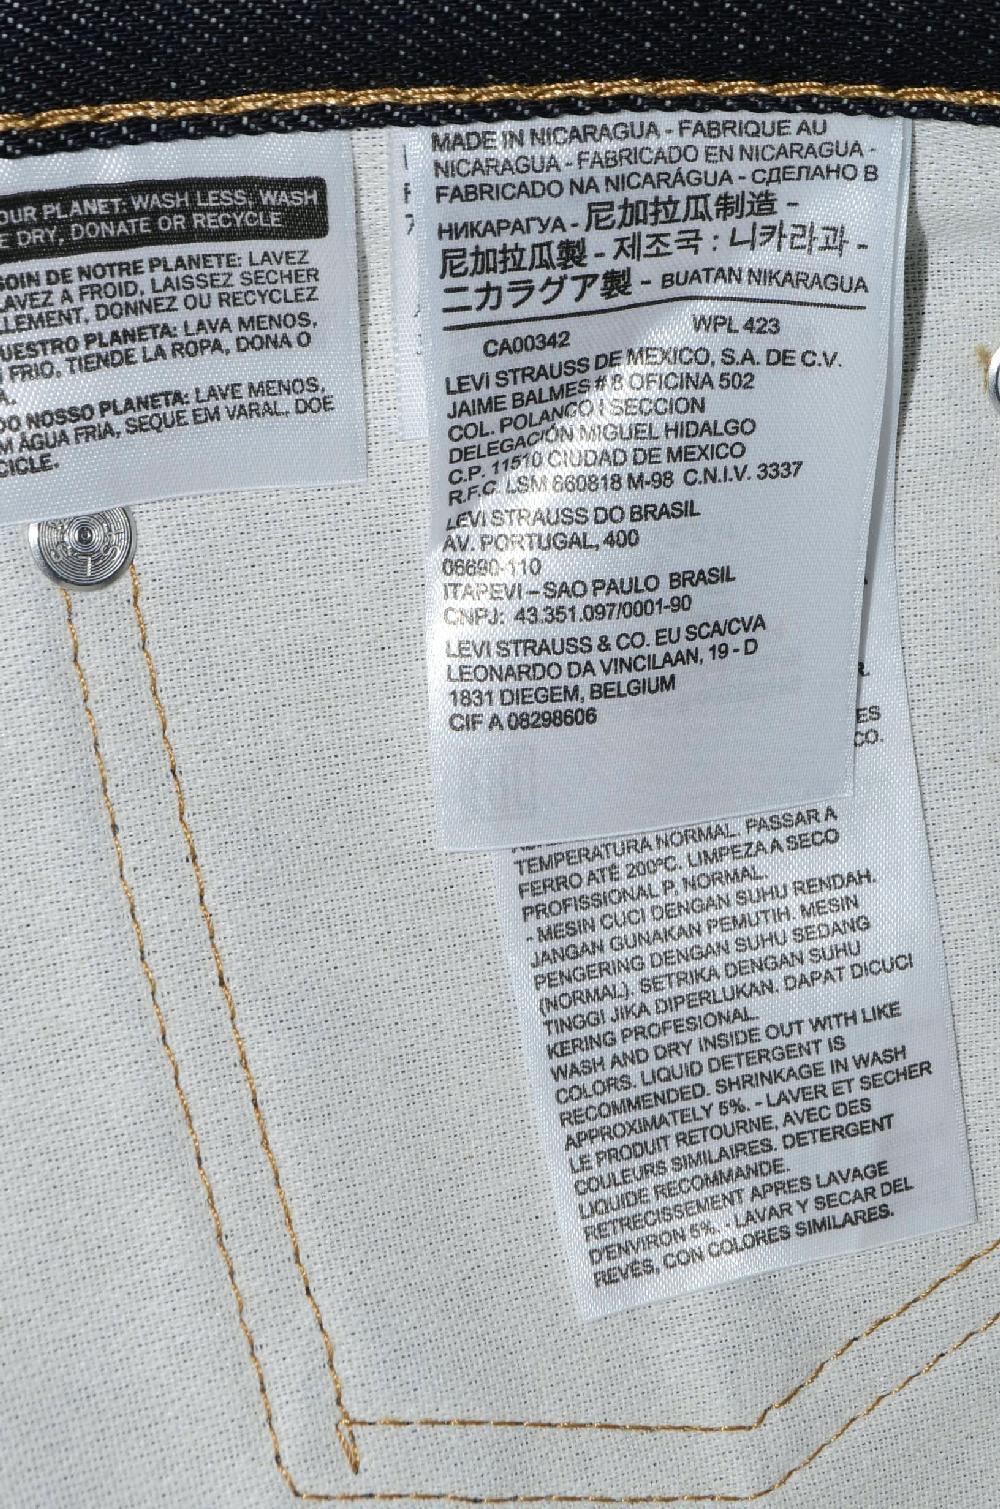 OUR PLANET: WASH LESS, WASH
DRY, DONATE OR RECYCLE
SOIN DE NOTRE PLANETE: LAVEZ
LAVEZ A FROID, LAISSEZ SECHER
LLEMENT, DONNEZ OU RECYCLEZ
UESTRO PLANETA: LAVA MENOS,
FRIO, TIENDE LA ROPA, DONA O
A.
DO NOSSO PLANETA: LAVE MENOS,
M ÁGUA FRIA, SEQUE EM VARAL, DOE
CICLE.
MADE IN NICARAGUA - FABRIQUE AU
NICARAGUA - FABRICADO EN NICARAGUA -
FABRICADO NA NICARÁGUA - СДЕЛАНО В
НИКАРАГУА - 尼加拉瓜制造 -
尼加拉瓜製 - 제조국 : 니카라과 -
ニカラグア製 - BUATAN NIKARAGUA
CA00342 WPL 423
LEVI STRAUSS DE MEXICO, S.A. DE C.V.
JAIME BALMES # 8 OFICINA 502
COL. POLANCO I SECCION
DELEGACIÓN MIGUEL HIDALGO
C.P. 11510 CIUDAD DE MEXICO
R.F.C. LSM 860818 M-98 C.N.I.V. 3337
LEVI STRAUSS DO BRASIL
AV. PORTUGAL, 400
06690-110
ITAPEVI – SAO PAULO BRASIL
CNPJ: 43.351.097/0001-90
LEVI STRAUSS & CO. EU SCA/CVA
LEONARDO DA VINCILAAN, 19 - D
1831 DIEGEM, BELGIUM
CIF A 08298606
ES
CO.
TEMPERATURA NORMAL. PASSAR A
FERRO ATÉ 200ºC. LIMPEZA A SECO
PROFISSIONAL P, NORMAL.
- MESIN CUCI DENGAN SUHU RENDAH.
JANGAN GUNAKAN PEMUTIH. MESIN
PENGERING DENGAN SUHU SEDANG
(NORMAL). SETRIKA DENGAN SUHU
TINGGI JIKA DIPERLUKAN. DAPAT DICUCI
KERING PROFESIONAL.
WASH AND DRY INSIDE OUT WITH LIKE
COLORS. LIQUID DETERGENT IS
RECOMMENDED. SHRINKAGE IN WASH
APPROXIMATELY 5%. - LAVER ET SECHER
LE PRODUIT RETOURNE, AVEC DES
COULEURS SIMILAIRES. DETERGENT
LIQUIDE RECOMMANDE.
RETRECISSEMENT APRES LAVAGE
D'ENVIRON 5%. - LAVAR Y SECAR DEL
REVÉS, CON COLORES SIMILARES.